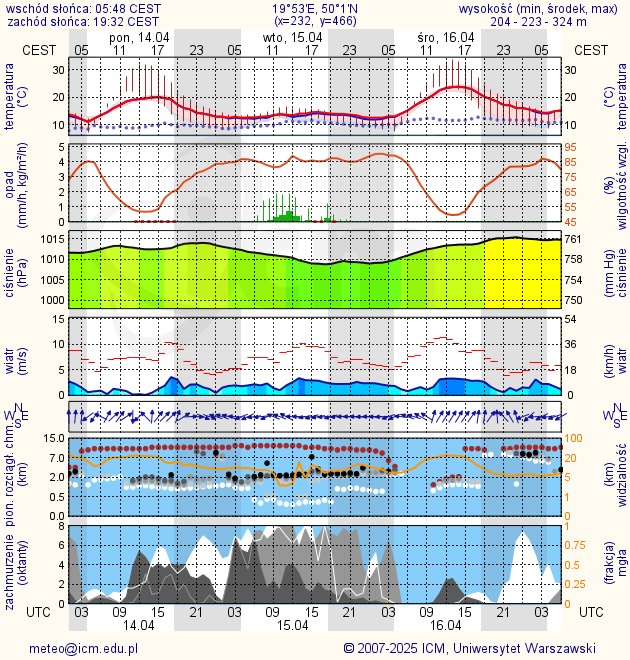 wschód słońca: 05:48 CEST 19°53'E, 50°1'N wysokość (min, środek, max)
zachód słońca: 19:32 CEST (x=232, y=466) 204 - 223 - 324 m
pon, 14.04 wto, 15.04 śro, 16.04
CEST 05 11 17 23 05 11 17 23 05 11 17 23 05 CEST
temperatura (°C) 30 20 10 30 20 10 (°C) temperatura
opad (mm/h, kg/m²/h) 5 4 3 2 1 0 95 85 75 65 55 45 (%) wilgotność wzgl.
ciśnienie (hPa) 1015 1010 1005 1000 761 758 754 750 (mm Hg) ciśnienie
wiatr (m/s) 15 10 5 0 54 36 18 0 (km/h) wiatr
N W E S N W E S
pion. rozciągł. chm. (km) 15.0 7.0 2.0 0.5 0.0 100 20 5 1 0 (km) widzialność
zachmurzenie (oktanty) 8 6 4 2 0 1 0.75 0.5 0.25 0 (frakcja) mgła
UTC 03 09 15 21 03 09 15 21 03 09 15 21 03 UTC
14.04 15.04 16.04
meteo@icm.edu.pl © 2007-2025 ICM, Uniwersytet Warszawski